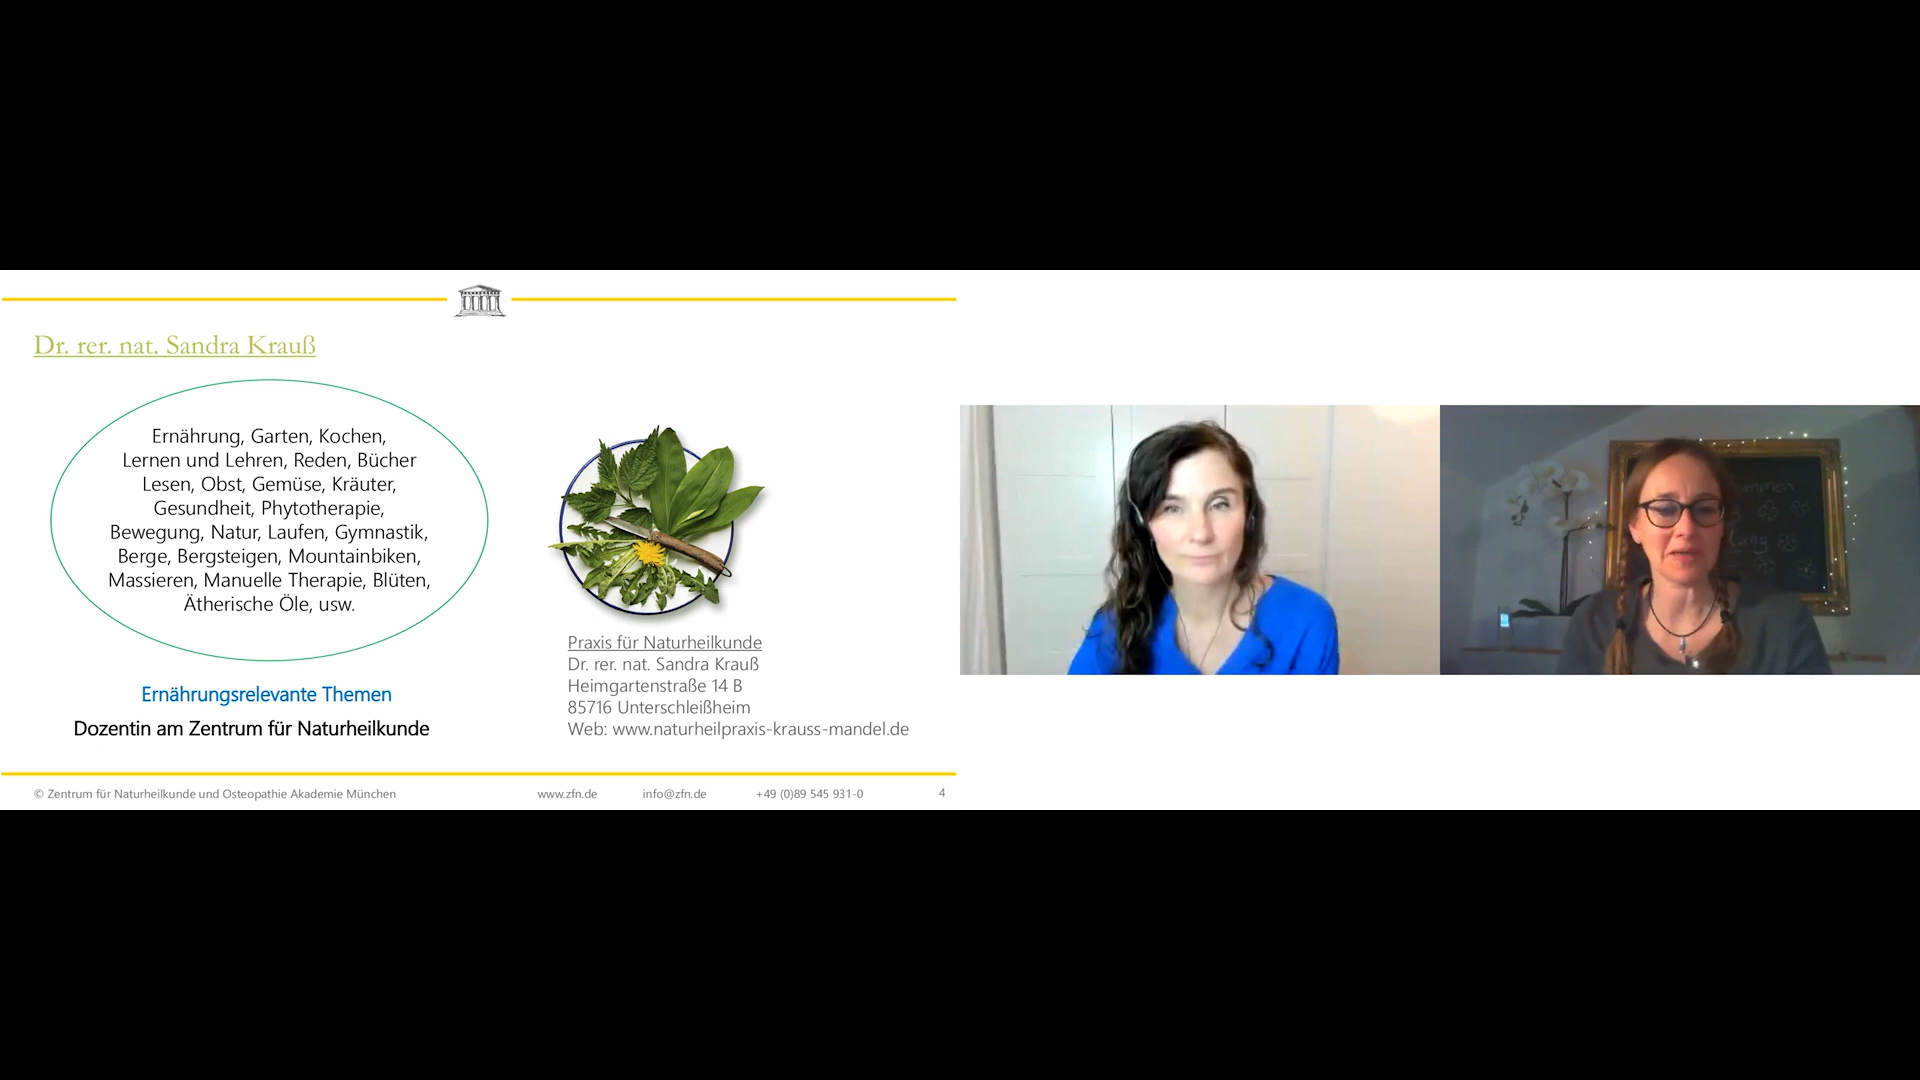 Dr. rer. nat. Sandra Krauß
Ernährung, Garten, Kochen,
Lernen und Lehren, Reden, Bücher
Lesen, Obst, Gemüse, Kräuter,
Gesundheit, Phytotherapie,
Bewegung, Natur, Laufen, Gymnastik,
Berge, Bergsteigen, Mountainbiken,
Massieren, Manuelle Therapie, Blüten,
Ätherische Öle, usw.
Ernährungsrelevante Themen
Dozentin am Zentrum für Naturheilkunde
Praxis für Naturheilkunde
Dr. rer. nat. Sandra Krauß
Heimgartenstraße 14 B
85716 Unterschleißheim
Web: www.naturheilpraxis-krauss-mandel.de
© Zentrum für Naturheilkunde und Osteopathie Akademie München
www.zfn.de
info@zfn.de
+49 (0)89 545 931-0
4